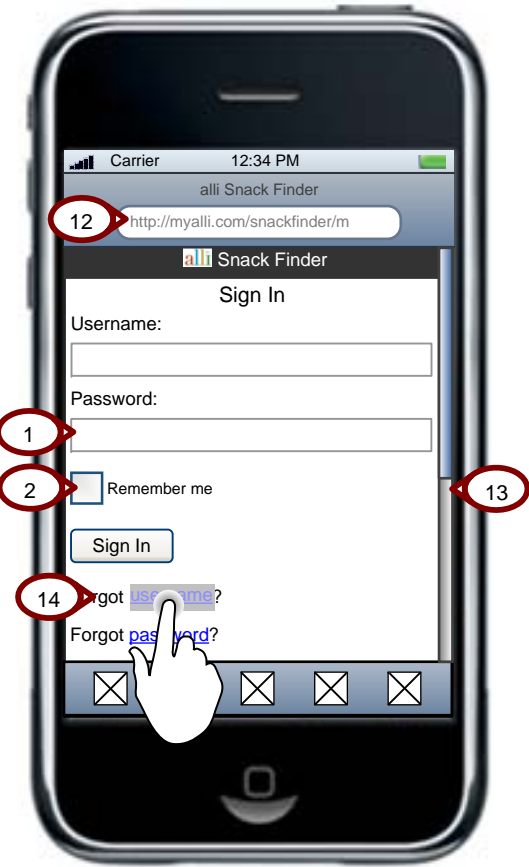 Carrier 12:34 PM
alli Snack Finder
12
http://myalli.com/snackfinder/m
alli Snack Finder
Sign In
Username:
Password:
1
2
Remember me
13
Sign In
14
Forgot username?
Forgot password?